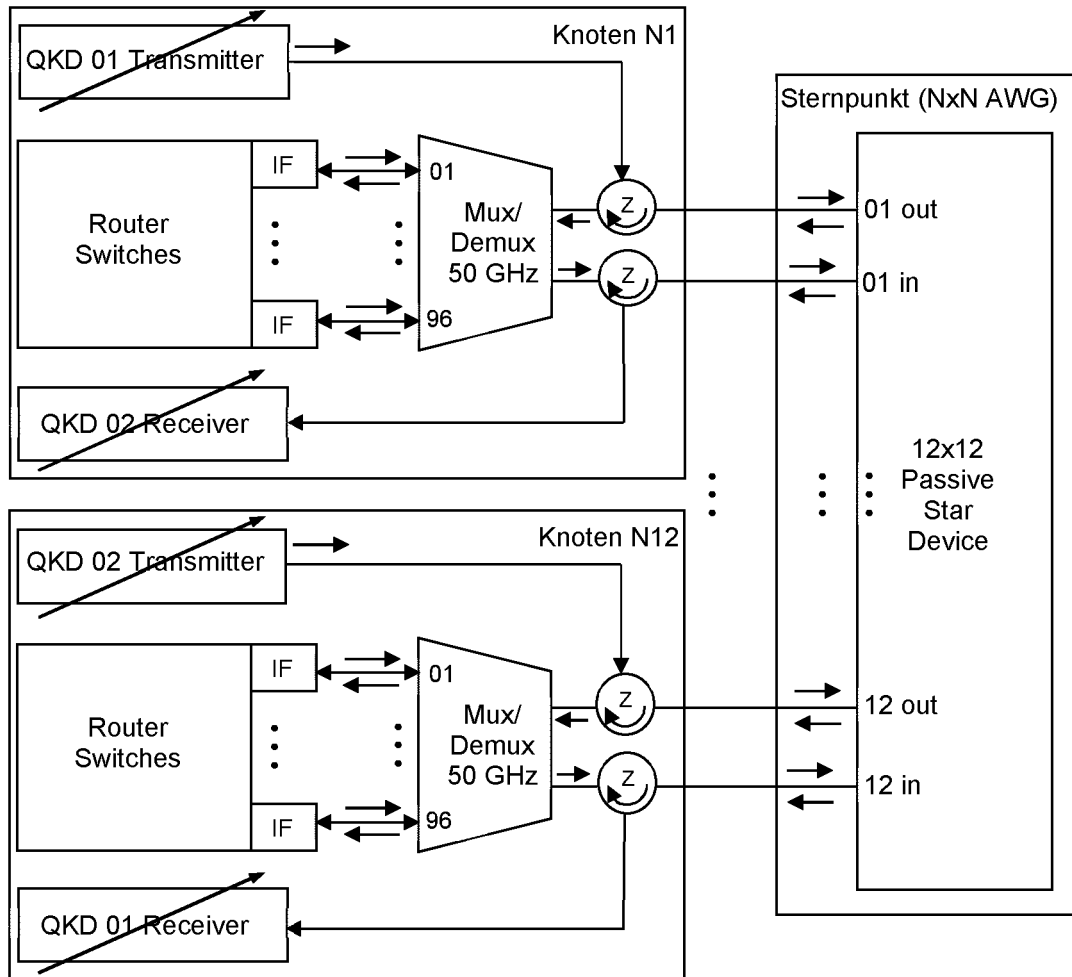 Knoten N1
QKD 01 Transmitter
IF
Router
Switches
IF
01
Mux/
Demux
50 GHz
96
Z
Z
QKD 02 Receiver
Knoten N12
QKD 02 Transmitter
IF
Router
Switches
IF
01
Mux/
Demux
50 GHz
96
Z
Z
QKD 01 Receiver
Sternpunkt (NxN AWG)
01 out
01 in
12x12
Passive
Star
Device
12 out
12 in